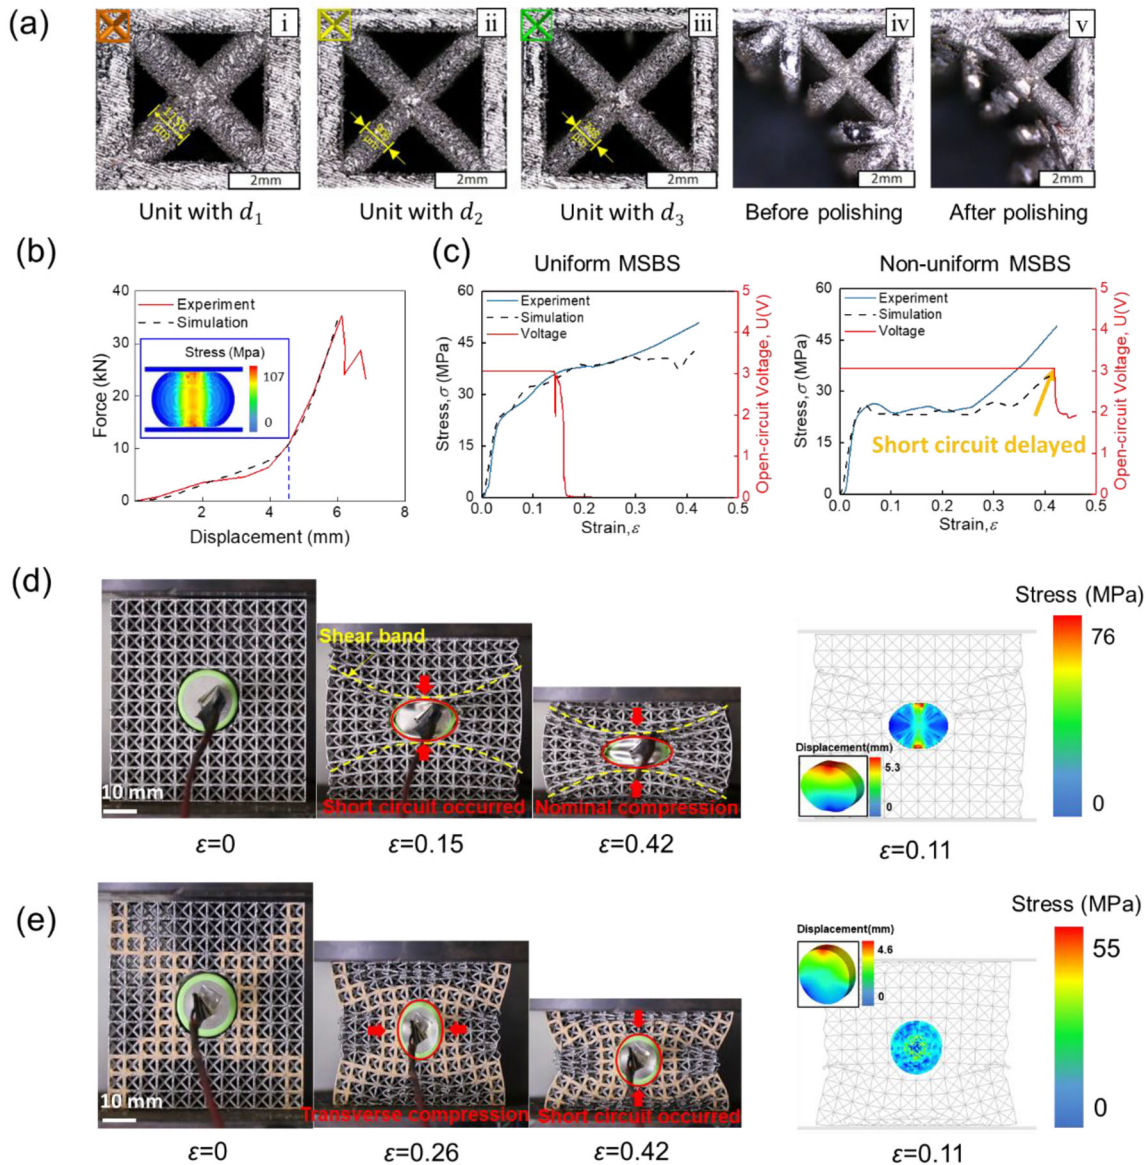 (a)
i
ii
iii
iv
v
1156
μm
2mm
2mm
2mm
2mm
2mm
Unit with d₁
Unit with d₂
Unit with d₃
Before polishing
After polishing
(b)
(c)
Uniform MSBS
Non-uniform MSBS
40
30
20
10
0
Force (kN)
Experiment
Simulation
Stress (Mpa)
107
0
0 2 4 6 8
Displacement (mm)
60
45
30
15
0
Stress, σ (MPa)
Experiment
Simulation
Voltage
5
4
3
2
1
0
Open-circuit Voltage, U(V)
0.0 0.1 0.2 0.3 0.4 0.5
Strain,ε
60
45
30
15
0
Stress, σ (MPa)
Experiment
Simulation
Voltage
Short circuit delayed
5
4
3
2
1
0
Open-circuit Voltage, U(V)
0.0 0.1 0.2 0.3 0.4 0.5
Strain,ε
(d)
Shear band
10 mm
Short circuit occurred
Nominal compression
Displacement(mm)
5.3
0
Stress (MPa)
76
0
ε=0
ε=0.15
ε=0.42
ε=0.11
(e)
10 mm
Transverse compression
Short circuit occurred
Displacement(mm)
4.6
0
Stress (MPa)
55
0
ε=0
ε=0.26
ε=0.42
ε=0.11